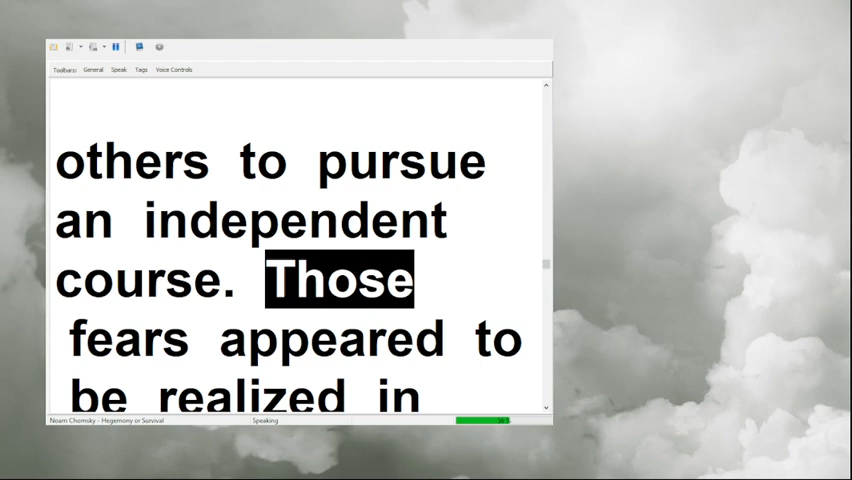 Toolbars: General Speak Tags Voice Controls
others to pursue
an independent
course. Those
fears appeared to
be realized in
Noam Chomsky - Hegemony or Survival Speaking